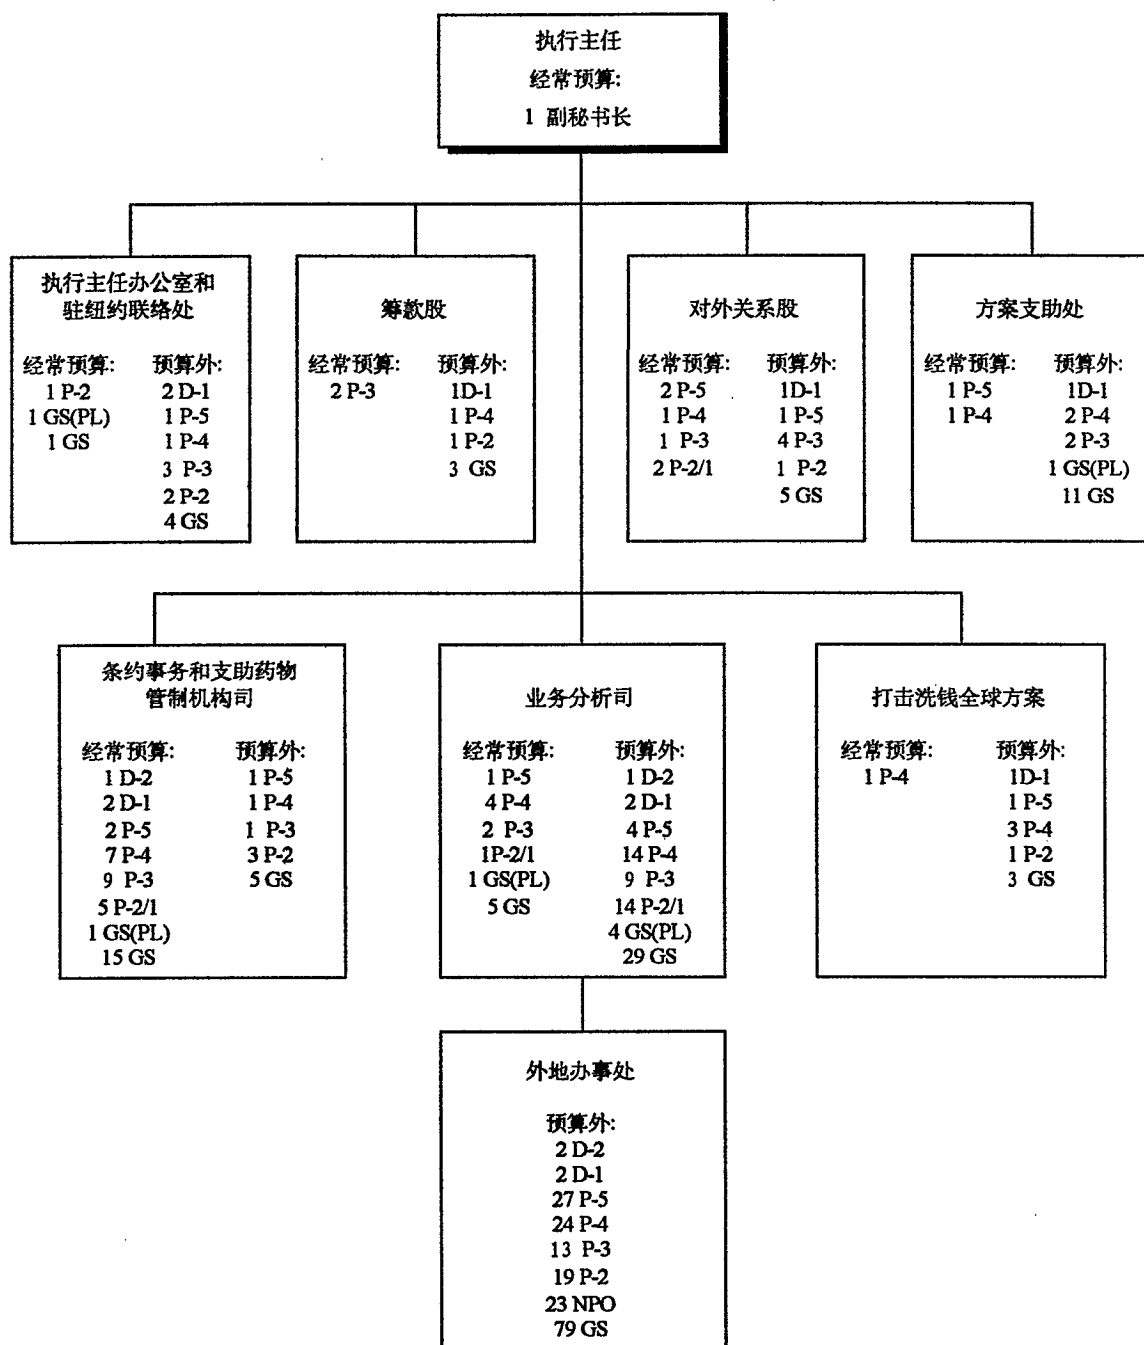 执行主任
经常预算:
1 副秘书长
执行主任办公室和
驻纽约联络处
经常预算: 预算外:
1 P-2 2 D-1
1 GS(PL) 1 P-5
1 GS 1 P-4
3 P-3
2 P-2
4 GS
筹款股
经常预算: 预算外:
2 P-3 1D-1
1 P-4
1 P-2
3 GS
对外关系股
经常预算: 预算外:
2 P-5 1D-1
1 P-4 1 P-5
1 P-3 4 P-3
2 P-2/1 1 P-2
5 GS
方案支助处
经常预算: 预算外:
1 P-5 1D-1
1 P-4 2 P-4
2 P-3
1 GS(PL)
11 GS
条约事务和支助药物
管制机构司
经常预算: 预算外:
1 D-2 1 P-5
2 D-1 1 P-4
2 P-5 1 P-3
7 P-4 3 P-2
9 P-3 5 GS
5 P-2/1
1 GS(PL)
15 GS
业务分析司
经常预算: 预算外:
1 P-5 1 D-2
4 P-4 2 D-1
2 P-3 4 P-5
1P-2/1 14 P-4
1 GS(PL) 9 P-3
5 GS 14 P-2/1
4 GS(PL)
29 GS
打击洗钱全球方案
经常预算: 预算外:
1 P-4 1D-1
1 P-5
3 P-4
1 P-2
3 GS
外地办事处
预算外:
2 D-2
2 D-1
27 P-5
24 P-4
13 P-3
19 P-2
23 NPO
79 GS